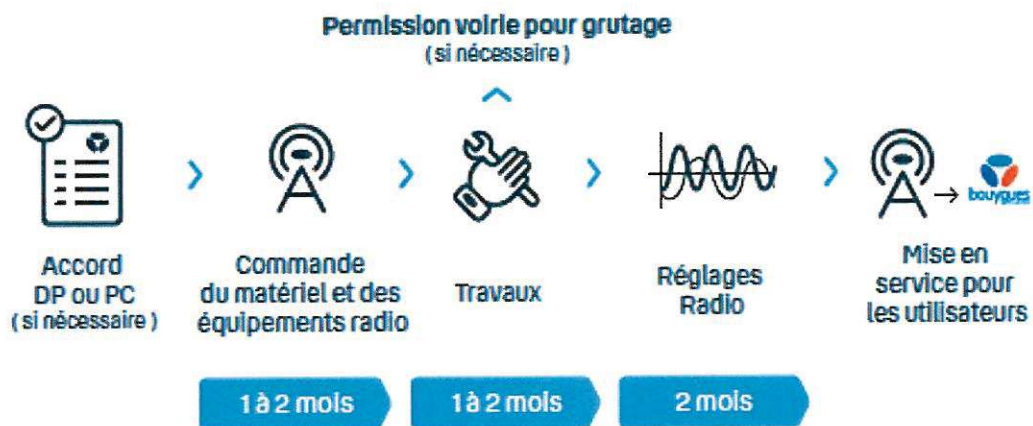 Permission voirie pour grutage
(si nécessaire)
Accord
DP ou PC
(si nécessaire)
Commande
du matériel et des
équipements radio
Travaux
Réglages
Radio
bouygues
Mise en
service pour
les utilisateurs
1 à 2 mois
1 à 2 mois
2 mois